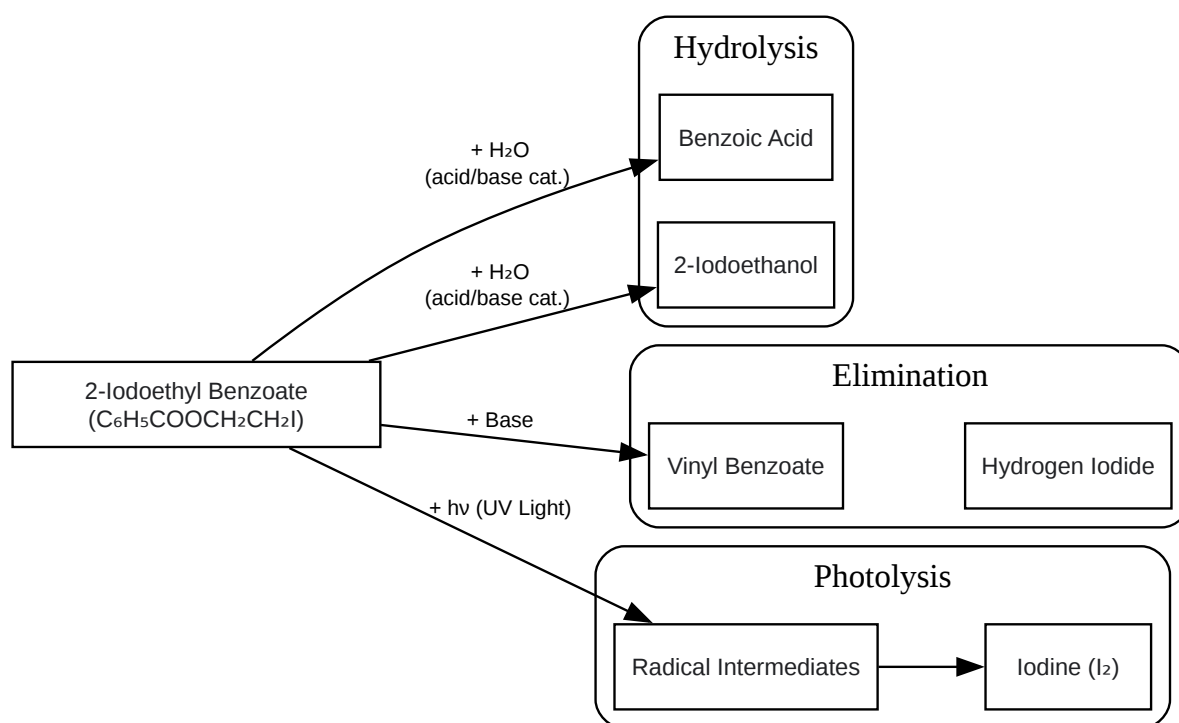 Hydrolysis
Benzoic Acid
+ H₂O
(acid/base cat.)
2-Iodoethanol
+ H₂O
(acid/base cat.)
2-Iodoethyl Benzoate
(C₆H₅COOCH₂CH₂I)
Elimination
+ Base
Vinyl Benzoate
Hydrogen Iodide
+ hν (UV Light)
Photolysis
Radical Intermediates
Iodine (I₂)